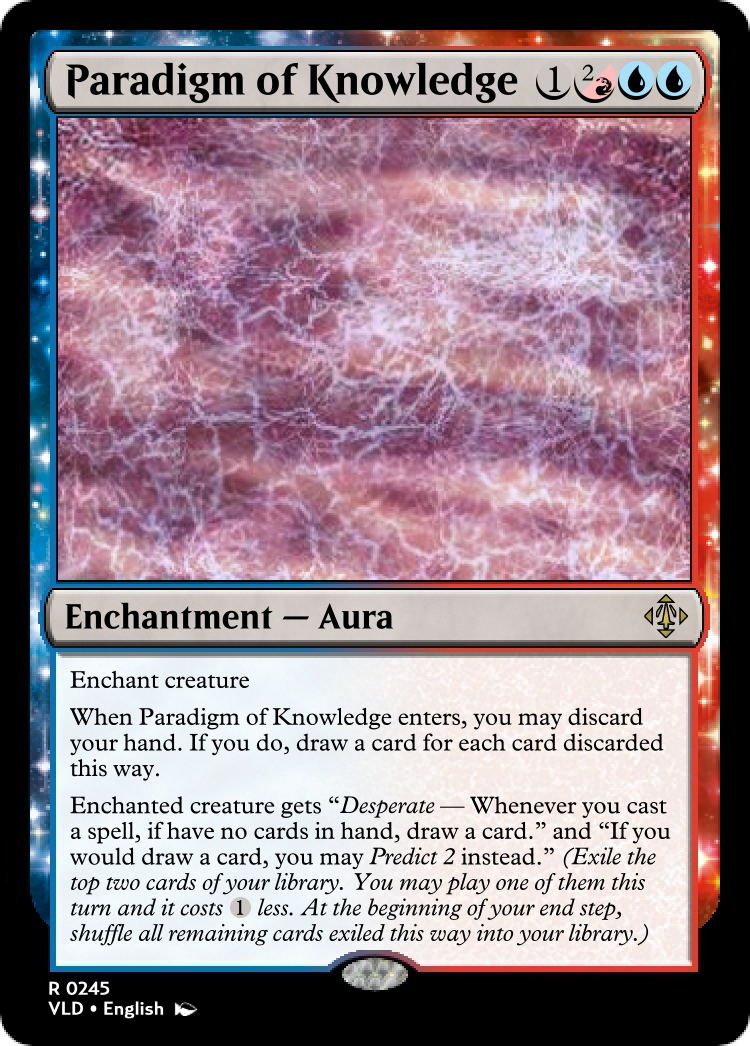 Paradigm of Knowledge 1 2
Enchantment — Aura
Enchant creature
When Paradigm of Knowledge enters, you may discard
your hand. If you do, draw a card for each card discarded
this way.
Enchanted creature gets “Desperate — Whenever you cast
a spell, if have no cards in hand, draw a card.” and “If you
would draw a card, you may Predict 2 instead.” (Exile the
top two cards of your library. You may play one of them this
turn and it costs 1 less. At the beginning of your end step,
shuffle all remaining cards exiled this way into your library.)
R 0245
VLD • English